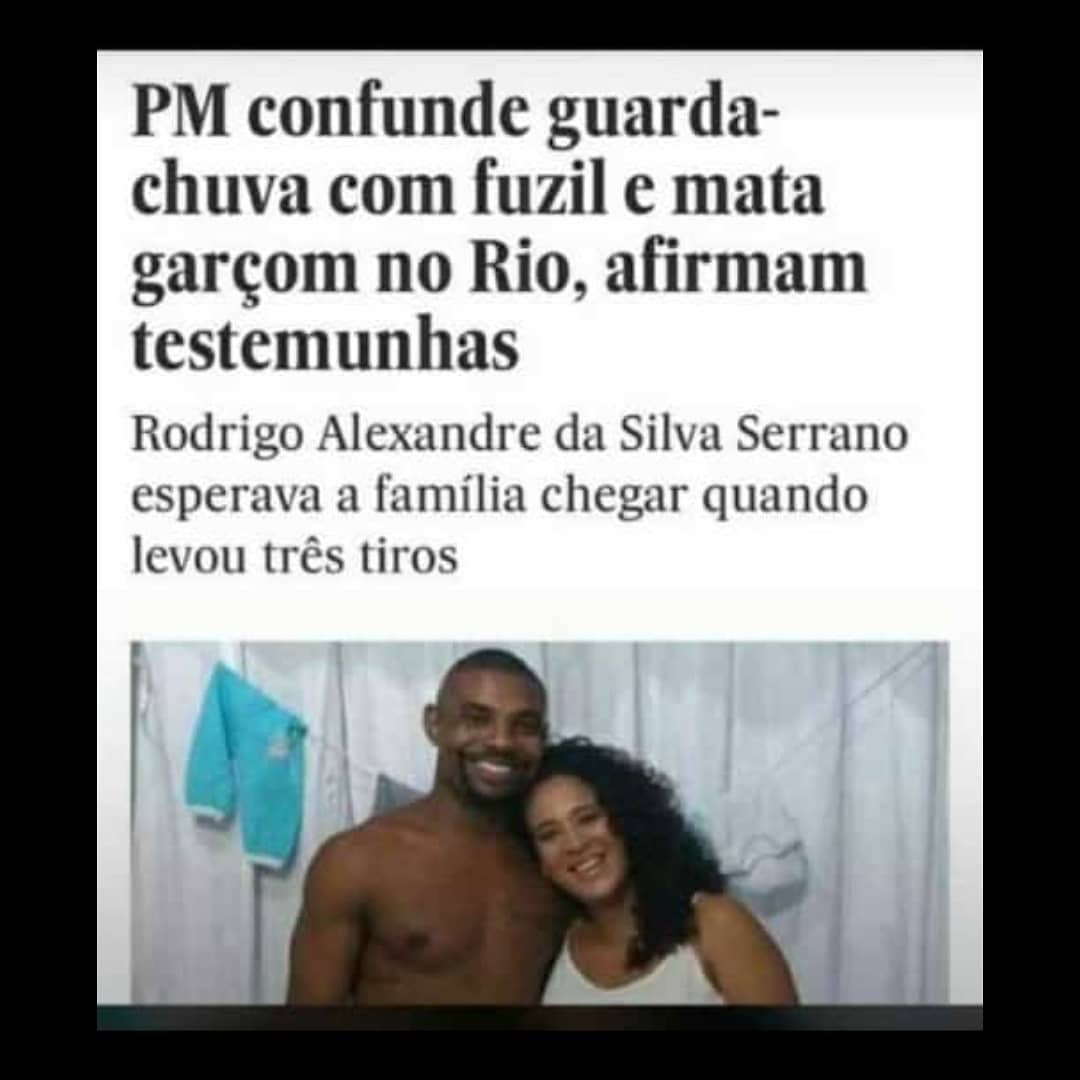 PM confunde guarda-
chuva com fuzil e mata
garçom no Rio, afirmam
testemunhas
Rodrigo Alexandre da Silva Serrano
esperava a família chegar quando
levou três tiros